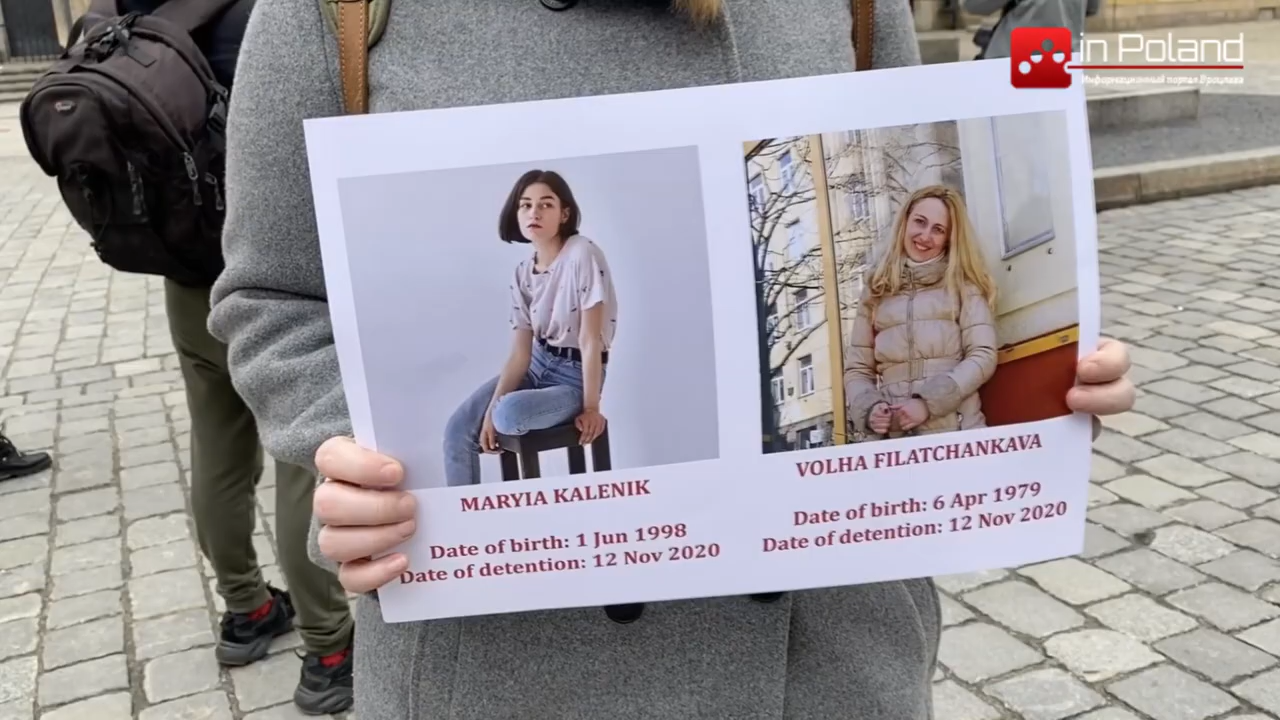 in Poland
Информационный портал Вроцлава
MARYIA KALENIK
Date of birth: 1 Jun 1998
Date of detention: 12 Nov 2020
VOLHA FILATCHANKAVA
Date of birth: 6 Apr 1979
Date of detention: 12 Nov 2020